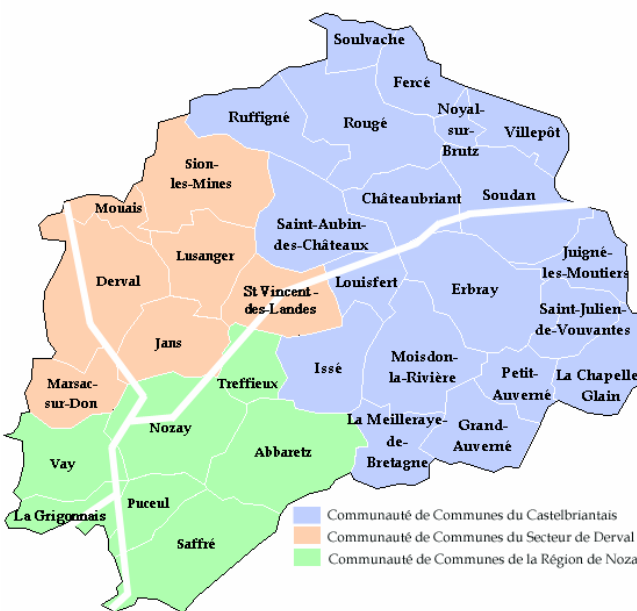 Soulvache
Fercé
Ruffigné
Rougé
Noyal-
sur-
Brutz
Villepôt
Sion-
les-Mines
Châteaubriant
Soudan
Mouais
Saint-Aubin-
des-Châteaux
Lusanger
Juigné-
les-Moutiers
Derval
Louisfert
Erbray
St Vincent-
des-Landes
Saint-Julien-
de-Vouvantes
Jans
Issé
Moisdon-
la-Rivière
Petit-
Auverné
La Chapelle
Glain
Marsac-
sur-Don
Treffieux
Nozay
La Meilleraye-
de-
Bretagne
Grand-
Auverné
Abbaretz
Vay
La Grigonnais
Puceul
Saffré
Communauté de Communes du Castelbriantais
Communauté de Communes du Secteur de Derval
Communauté de Communes de la Région de Noza